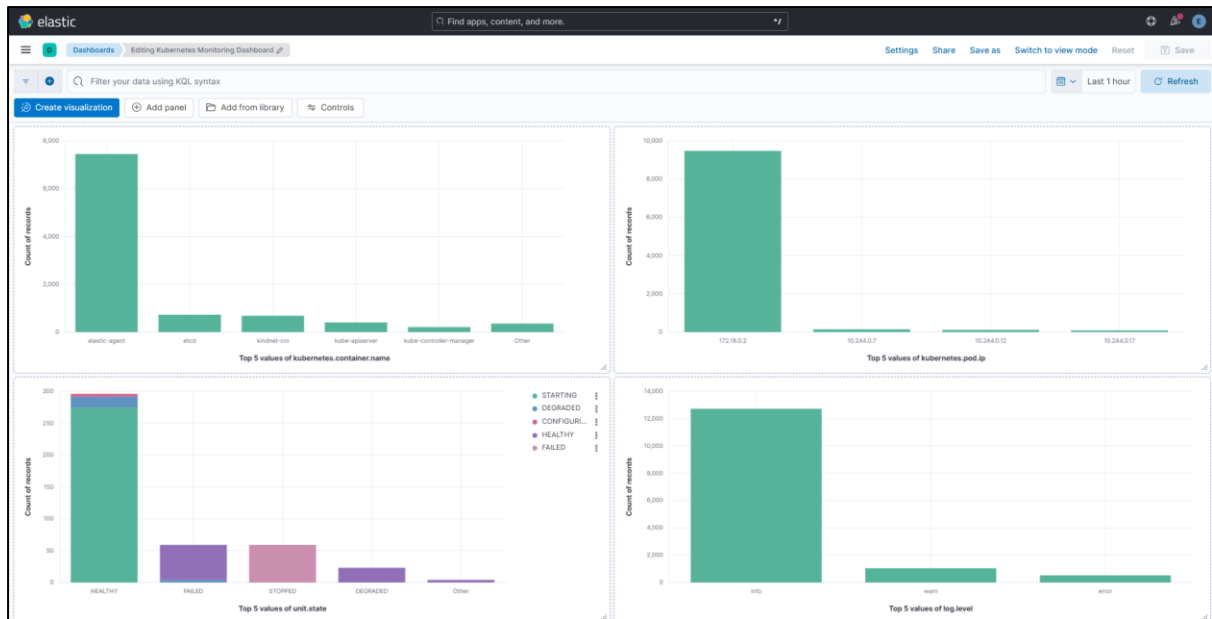 elastic
Find apps, content, and more.
^/
E
D
Dashboards
Editing Kubernetes Monitoring Dashboard
Settings
Share
Save as
Switch to view mode
Reset
Save
Filter your data using KQL syntax
Last 1 hour
Refresh
Create visualization
Add panel
Add from library
Controls
8,000
6,000
4,000
2,000
0
Count of records
elastic-agent
etcd
kindnet-cni
kube-apiserver
kube-controller-manager
Other
Top 5 values of kubernetes.container.name
10,000
8,000
6,000
4,000
2,000
0
Count of records
172.18.0.2
10.244.0.7
10.244.0.12
10.244.0.17
Top 5 values of kubernetes.pod.ip
300
250
200
150
100
50
0
Count of records
HEALTHY
FAILED
STOPPED
DEGRADED
Other
Top 5 values of unit.state
STARTING
DEGRADED
CONFIGURI...
HEALTHY
FAILED
14,000
12,000
10,000
8,000
6,000
4,000
2,000
0
Count of records
info
warn
error
Top 5 values of log.level